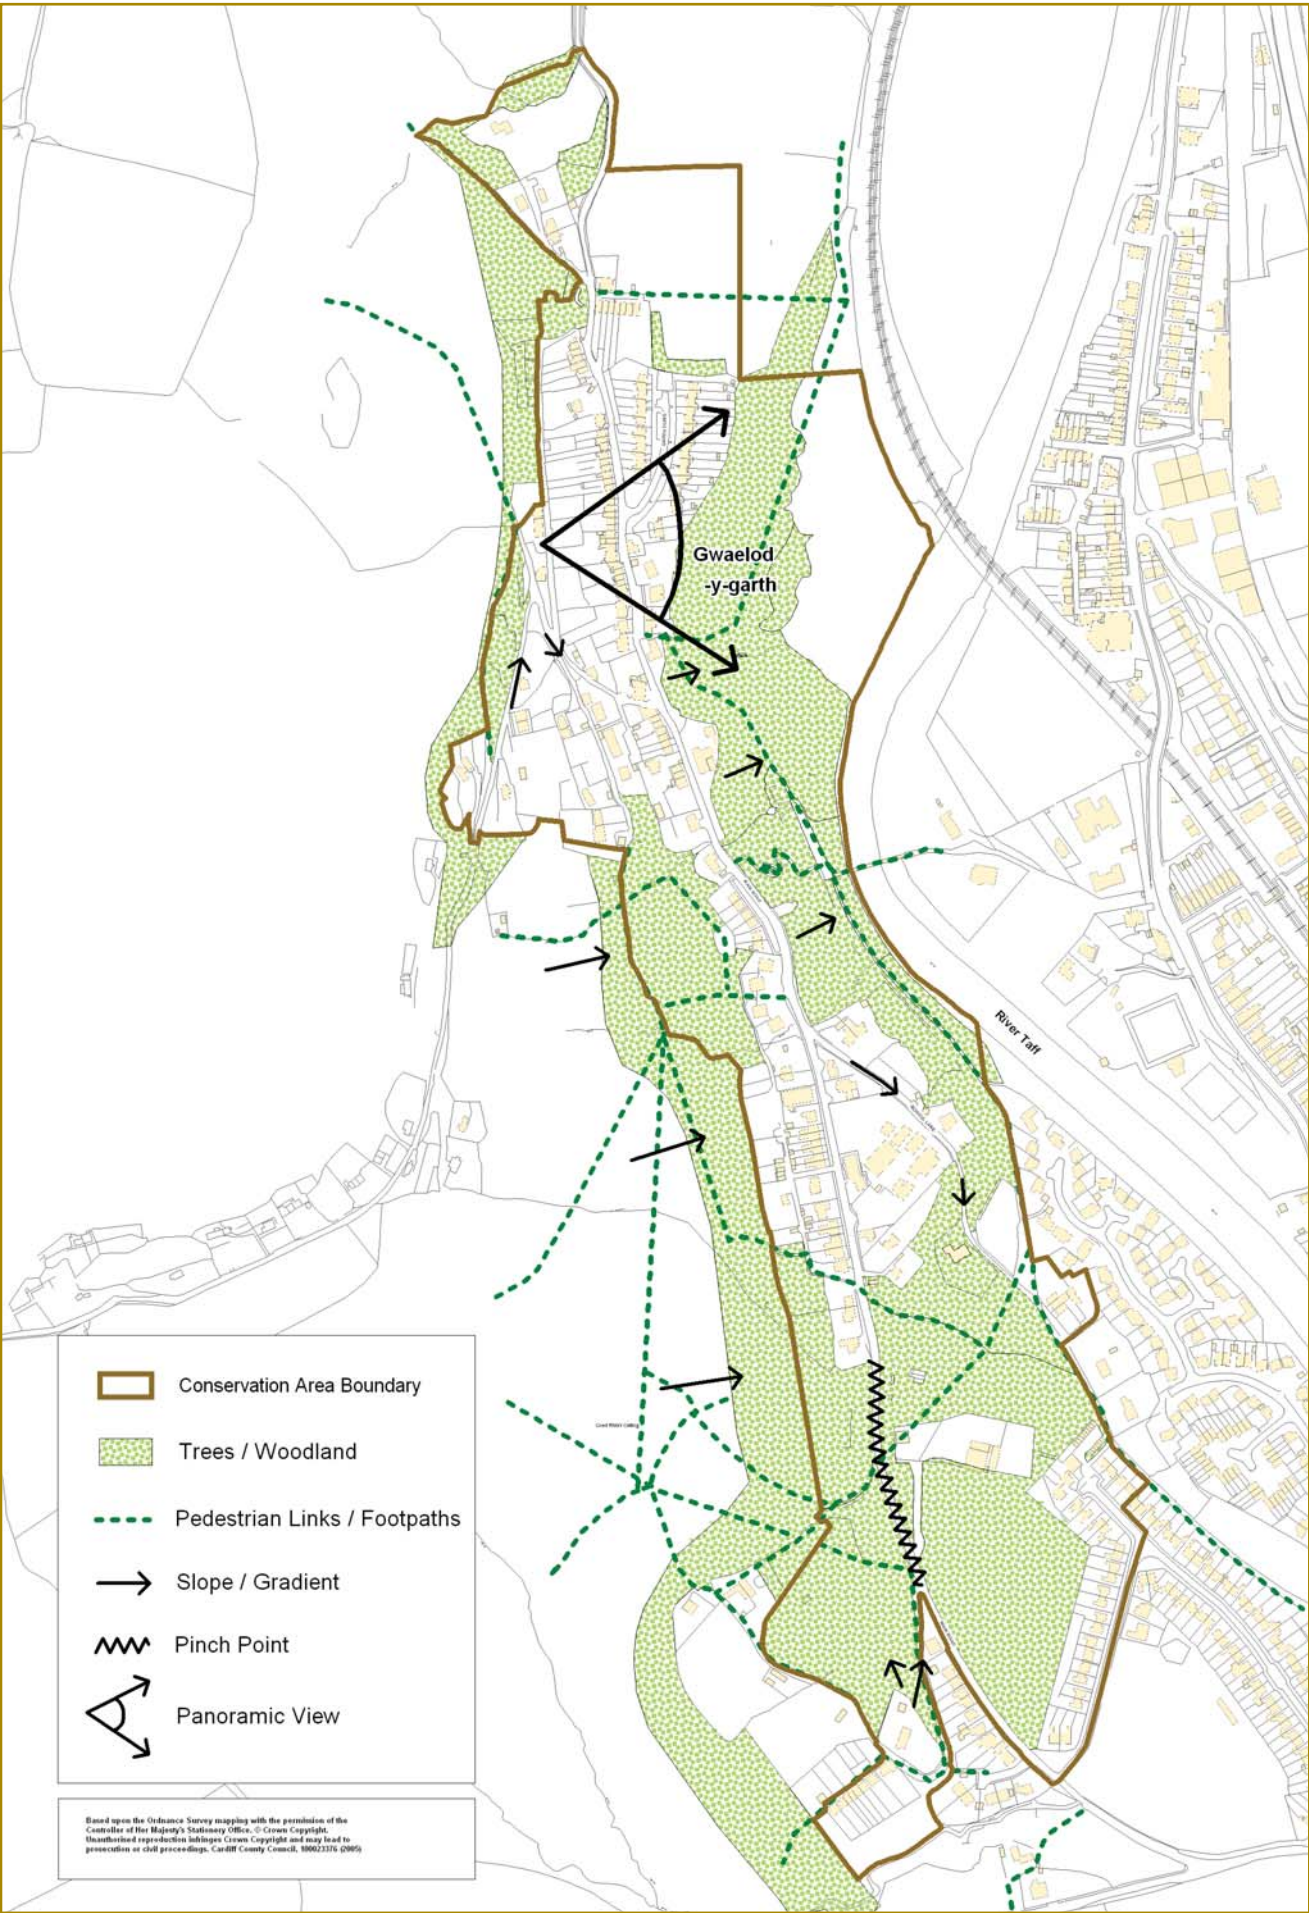 Gwaelod
-y-garth
River Taff
Conservation Area Boundary
Trees / Woodland
Pedestrian Links / Footpaths
Slope / Gradient
Pinch Point
Panoramic View
Based upon the Ordnance Survey mapping with the permission of the
Controller of Her Majesty's Stationery Office. © Crown Copyright.
Unauthorised reproduction infringes Crown Copyright and may lead to
prosecution or civil proceedings. Cardiff County Council, 100023376 (2005)